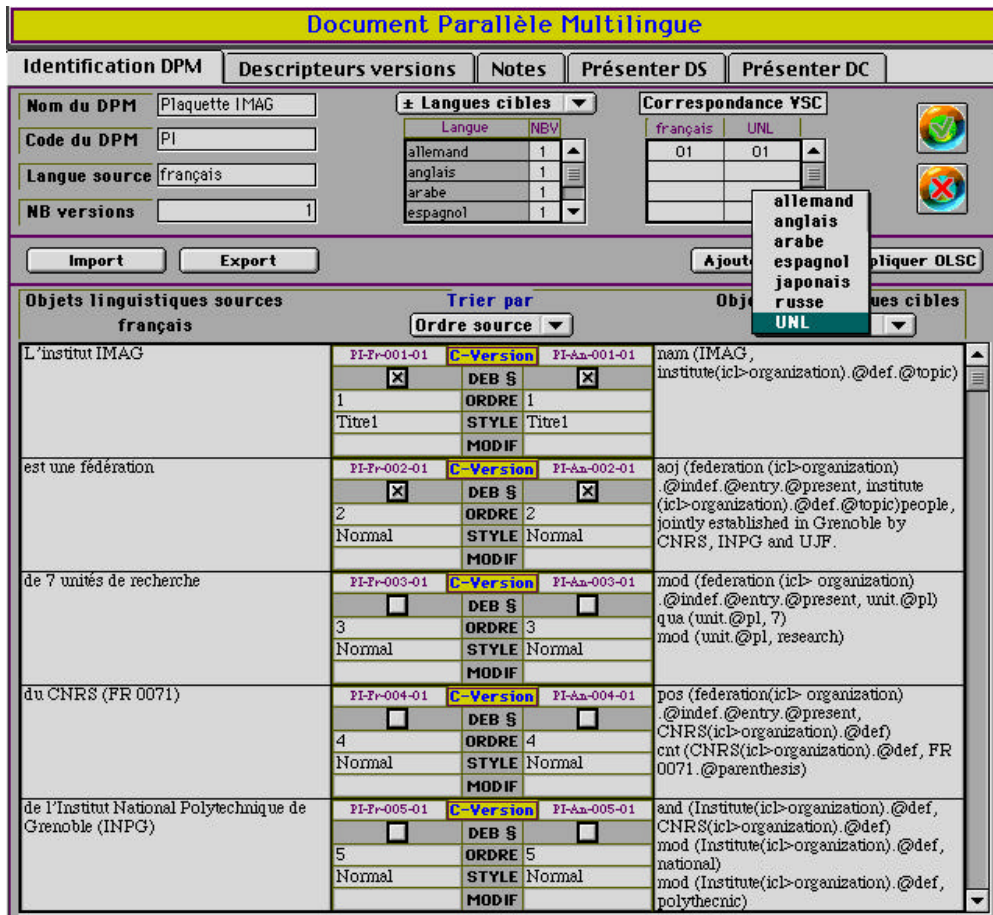 Document Parallèle Multilingue
Identification DPM
Descripteurs versions
Notes
Présenter DS
Présenter DC
Nom du DPM Plaquette IMAG
Code du DPM PI
Langue source français
NB versions 1
± Langues cibles
Langue NBV
allemand 1
anglais 1
arabe 1
espagnol 1
Correspondance VSC
français UNL
01 01
allemand
anglais
arabe
espagnol
japonais
russe
UNL
Import
Export
Ajout
pliquer OLSC
Objets linguistiques sources
français
Trier par
Ordre source
Obj
ues cibles
L'institut IMAG
PI-Fr-001-01 C-Version PI-An-001-01
DEB §
1 ORDRE 1
Titre1 STYLE Titre1
MODIF
nam (IMAG,
institute(icl>organization).@def.@topic)
est une fédération
PI-Fr-002-01 C-Version PI-An-002-01
DEB §
2 ORDRE 2
Normal STYLE Normal
MODIF
aoj (federation (icl>organization)
.@indef.@entry.@present, institute
(icl>organization).@def.@topic)people,
jointly established in Grenoble by
CNRS, INPG and UJF.
de 7 unités de recherche
PI-Fr-003-01 C-Version PI-An-003-01
DEB §
3 ORDRE 3
Normal STYLE Normal
MODIF
mod (federation (icl> organization)
.@indef.@entry.@present, unit.@pl)
qua (unit.@pl, 7)
mod (unit.@pl, research)
du CNRS (FR 0071)
PI-Fr-004-01 C-Version PI-An-004-01
DEB §
4 ORDRE 4
Normal STYLE Normal
MODIF
pos (federation(icl> organization)
.@indef.@entry.@present,
CNRS(icl>organization).@def)
cnt (CNRS(icl>organization).@def, FR
0071.@parenthesis)
de l'Institut National Polytechnique de
Grenoble (INPG)
PI-Fr-005-01 C-Version PI-An-005-01
DEB §
5 ORDRE 5
Normal STYLE Normal
MODIF
and (Institute(icl>organization).@def,
CNRS(icl>organization).@def)
mod (Institute(icl>organization).@def,
national)
mod (Institute(icl>organization).@def,
polythecnic)